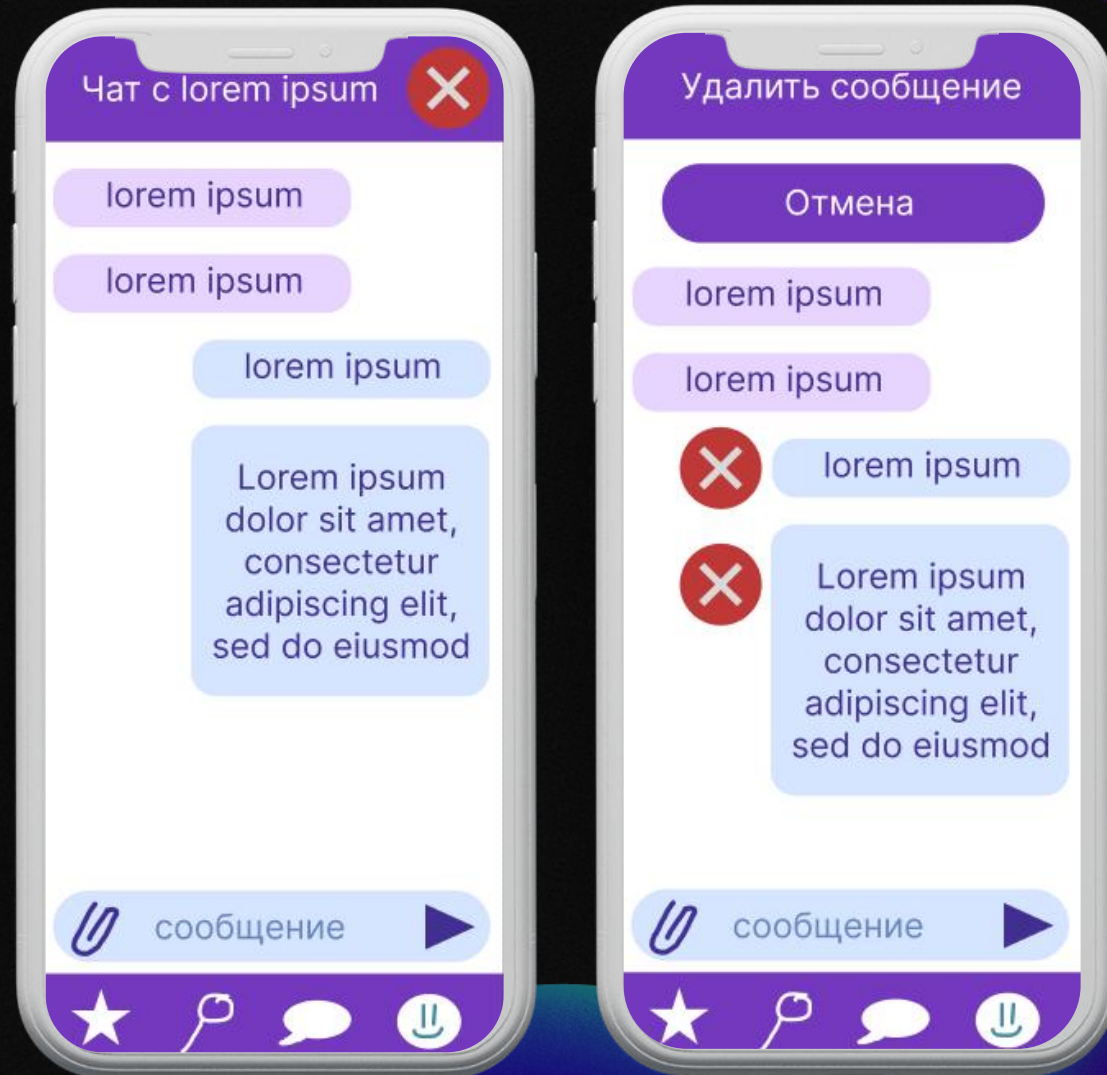 Чат с lorem ipsum
lorem ipsum
lorem ipsum
lorem ipsum
Lorem ipsum
dolor sit amet,
consectetur
adipiscing elit,
sed do eiusmod
сообщение
Удалить сообщение
Отмена
lorem ipsum
lorem ipsum
lorem ipsum
Lorem ipsum
dolor sit amet,
consectetur
adipiscing elit,
sed do eiusmod
сообщение